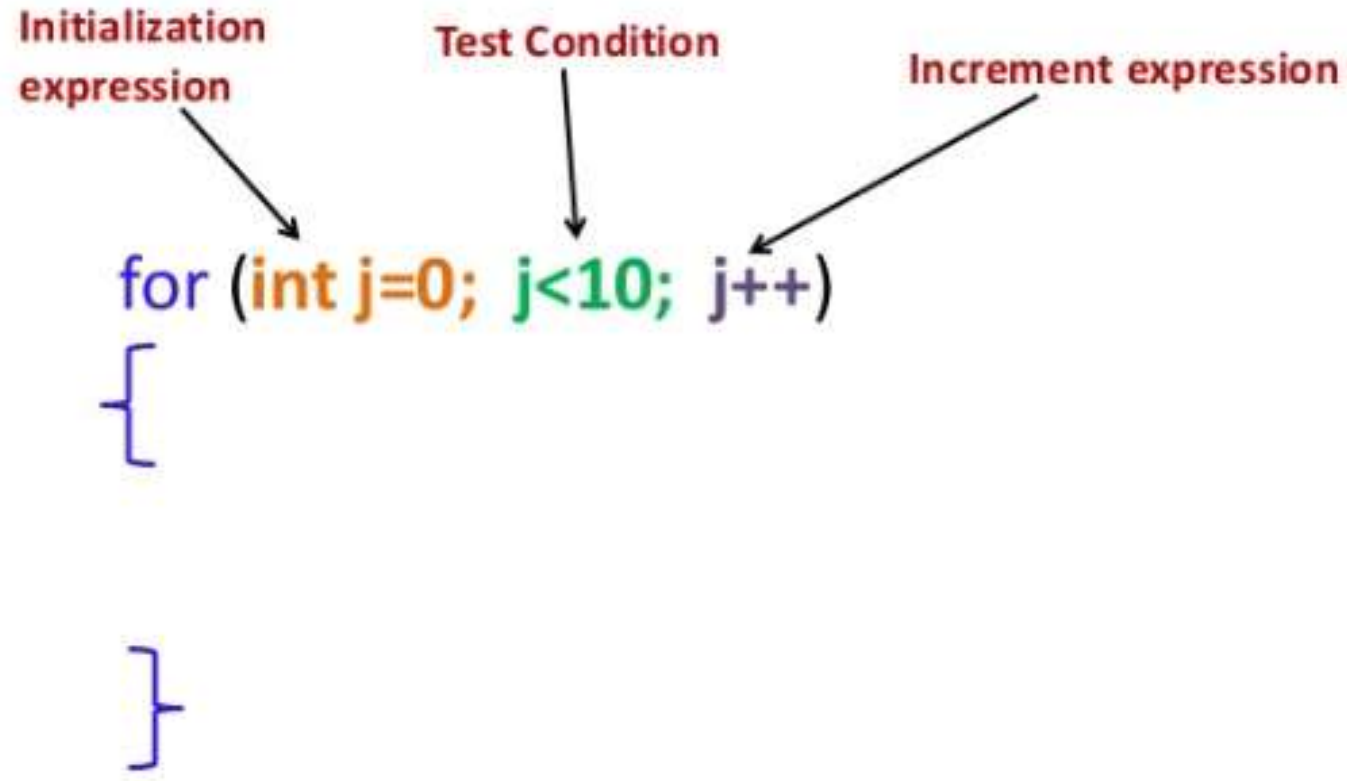 Initialization
expression
Test Condition
Increment expression
for (int j=0; j<10; j++)
{
}